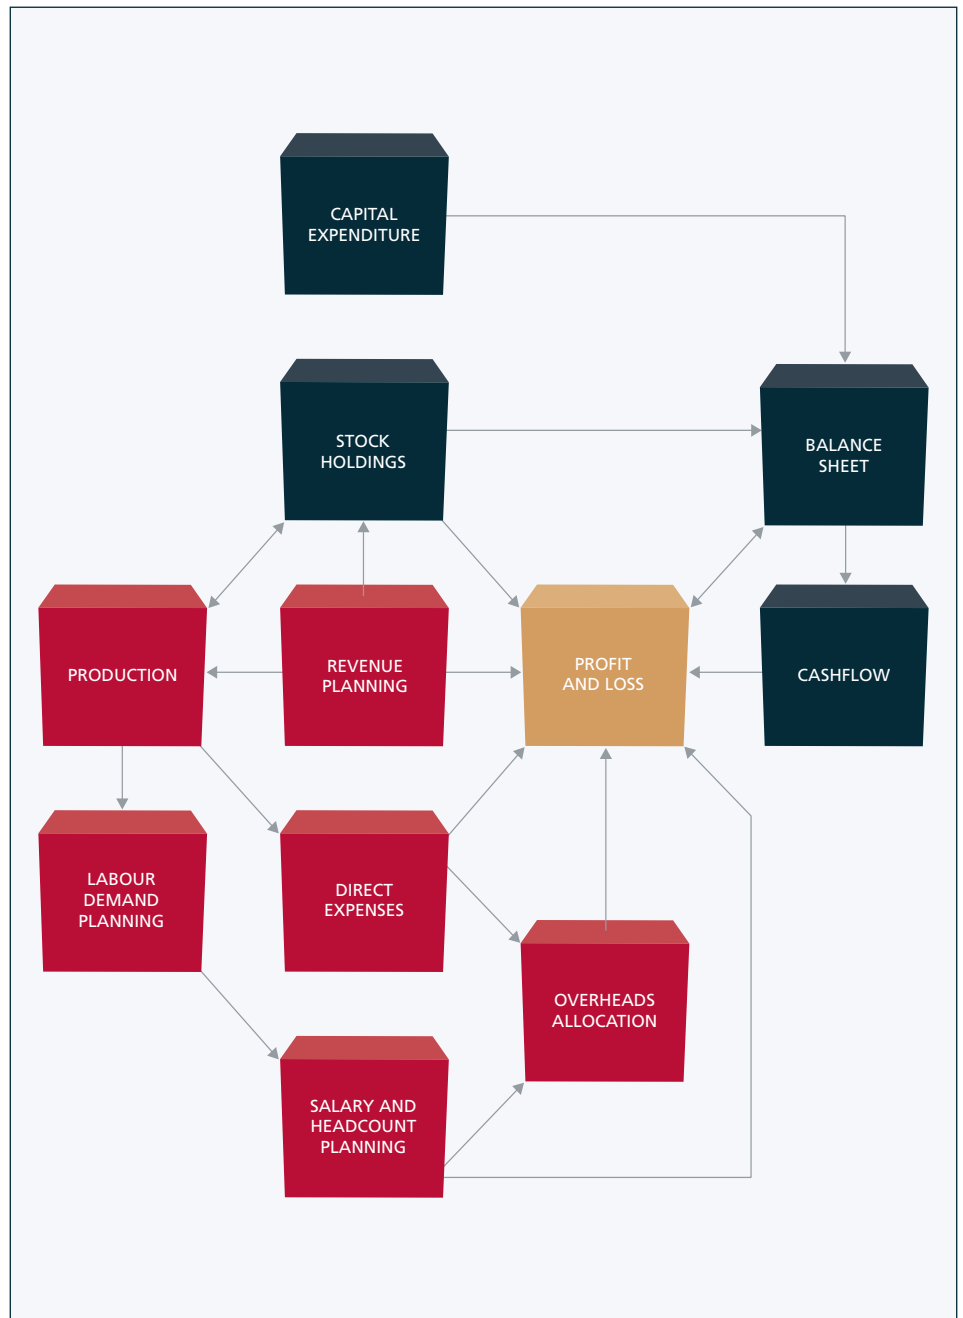 CAPITAL
EXPENDITURE
STOCK
HOLDINGS
BALANCE
SHEET
PRODUCTION
REVENUE
PLANNING
PROFIT
AND LOSS
CASHFLOW
LABOUR
DEMAND
PLANNING
DIRECT
EXPENSES
OVERHEADS
ALLOCATION
SALARY AND
HEADCOUNT
PLANNING